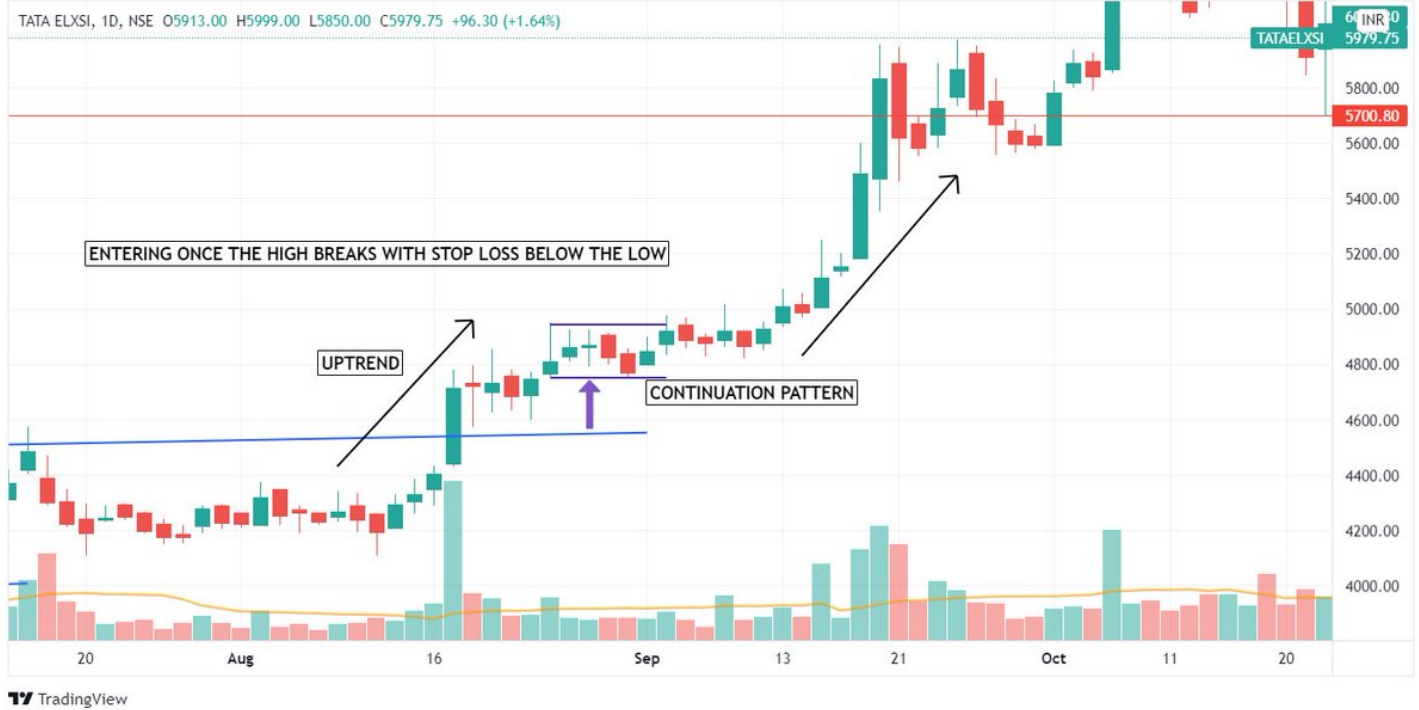 TATA ELXSI, 1D, NSE O5913.00 H5999.00 L5850.00 C5979.75 +96.30 (+1.64%)
INR
TATAELXSI 5979.75
5800.00
5700.80
5600.00
5400.00
ENTERING ONCE THE HIGH BREAKS WITH STOP LOSS BELOW THE LOW
5200.00
5000.00
UPTREND
4800.00
CONTINUATION PATTERN
4600.00
4400.00
4200.00
4000.00
20 Aug 16 Sep 13 21 Oct 11 20
TradingView